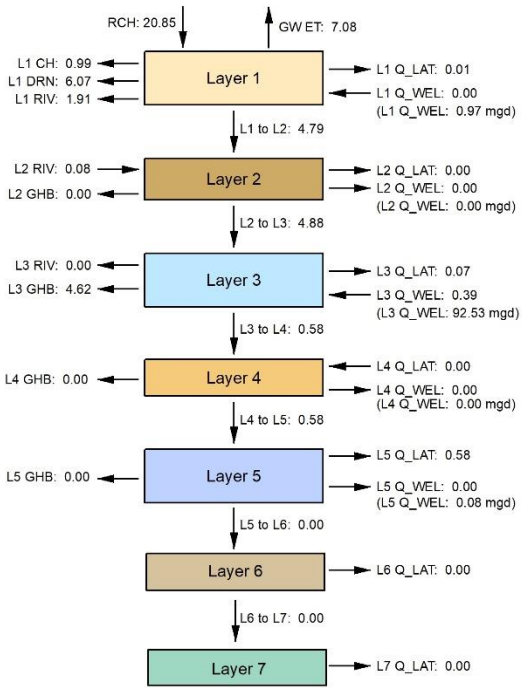 RCH: 20.85
GW ET: 7.08
L1 CH: 0.99
L1 DRN: 6.07
L1 RIV: 1.91
Layer 1
L1 Q_LAT: 0.01
L1 Q_WEL: 0.00
(L1 Q_WEL: 0.97 mgd)
L1 to L2: 4.79
L2 RIV: 0.08
L2 GHB: 0.00
Layer 2
L2 Q_LAT: 0.00
L2 Q_WEL: 0.00
(L2 Q_WEL: 0.00 mgd)
L2 to L3: 4.88
L3 RIV: 0.00
L3 GHB: 4.62
Layer 3
L3 Q_LAT: 0.07
L3 Q_WEL: 0.39
(L3 Q_WEL: 92.53 mgd)
L3 to L4: 0.58
L4 GHB: 0.00
Layer 4
L4 Q_LAT: 0.00
L4 Q_WEL: 0.00
(L4 Q_WEL: 0.00 mgd)
L4 to L5: 0.58
L5 GHB: 0.00
Layer 5
L5 Q_LAT: 0.58
L5 Q_WEL: 0.00
(L5 Q_WEL: 0.08 mgd)
L5 to L6: 0.00
Layer 6
L6 Q_LAT: 0.00
L6 to L7: 0.00
Layer 7
L7 Q_LAT: 0.00